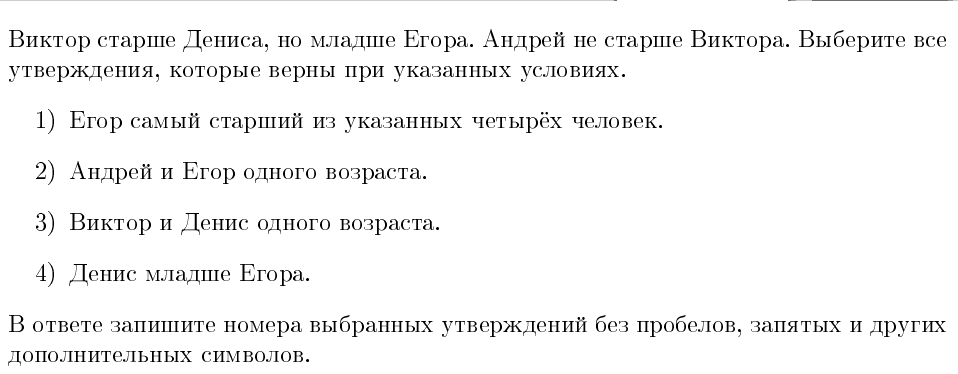 Виктор старше Дениса, но младше Егора. Андрей не старше Виктора. Выберите все
утверждения, которые верны при указанных условиях.
1) Егор самый старший из указанных четырёх человек.
2) Андрей и Егор одного возраста.
3) Виктор и Денис одного возраста.
4) Денис младше Егора.
В ответе запишите номера выбранных утверждений без пробелов, запятых и других
дополнительных символов.